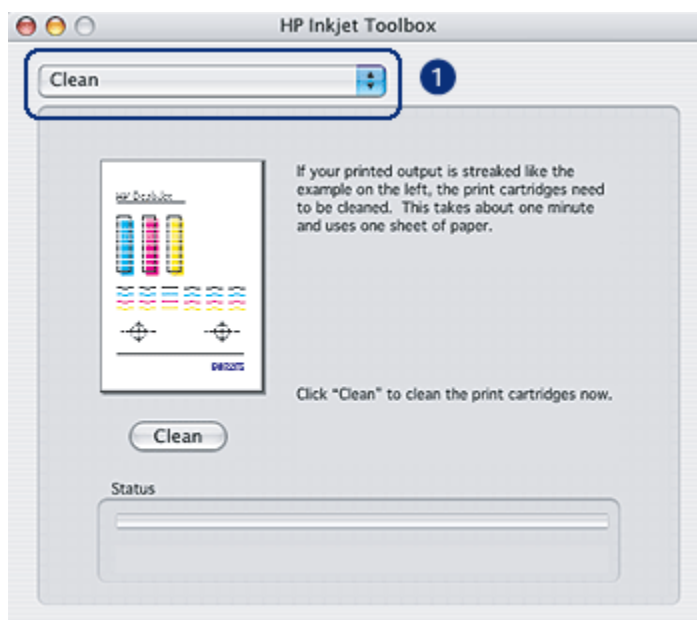 HP Inkjet Toolbox
Clean
1
If your printed output is streaked like the
example on the left, the print cartridges need
to be cleaned. This takes about one minute
and uses one sheet of paper.
Click “Clean” to clean the print cartridges now.
Clean
Status